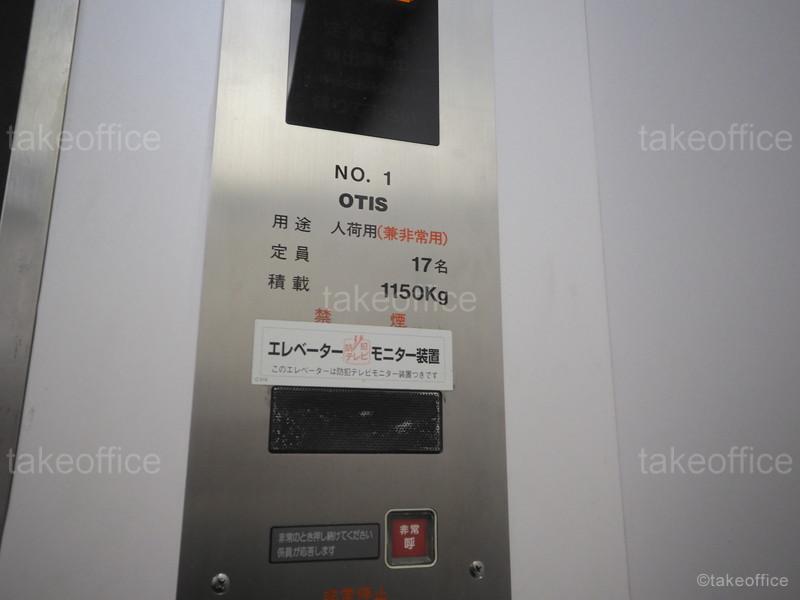 NO. 1
OTIS
用途 人荷用(兼非常用)
定員 17名
積載 1150Kg
禁 煙
エレベーター 防犯テレビ モニター装置
このエレベーターは防犯テレビモニター装置つきです
非常のとき押し続けてください
係員が応答します
非常
呼
takeoffice
takeoffice
takeoffice
takeoffice
takeoffice
©takeoffice